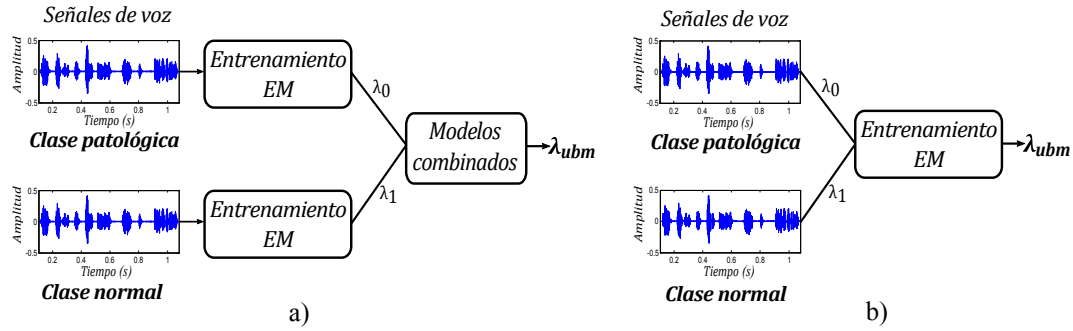 Señales de voz
0.5
0
-0.5
Amplitud
0.2 0.4 0.6 0.8 1
Tiempo (s)
Clase patológica
Entrenamiento
EM
λ0
0.5
0
-0.5
Amplitud
0.2 0.4 0.6 0.8 1
Tiempo (s)
Clase normal
Entrenamiento
EM
λ1
Modelos
combinados
λubm
a)
Señales de voz
0.5
0
-0.5
Amplitud
0.2 0.4 0.6 0.8 1
Tiempo (s)
Clase patológica
λ0
0.5
0
-0.5
Amplitud
0.2 0.4 0.6 0.8 1
Tiempo (s)
Clase normal
λ1
Entrenamiento
EM
λubm
b)